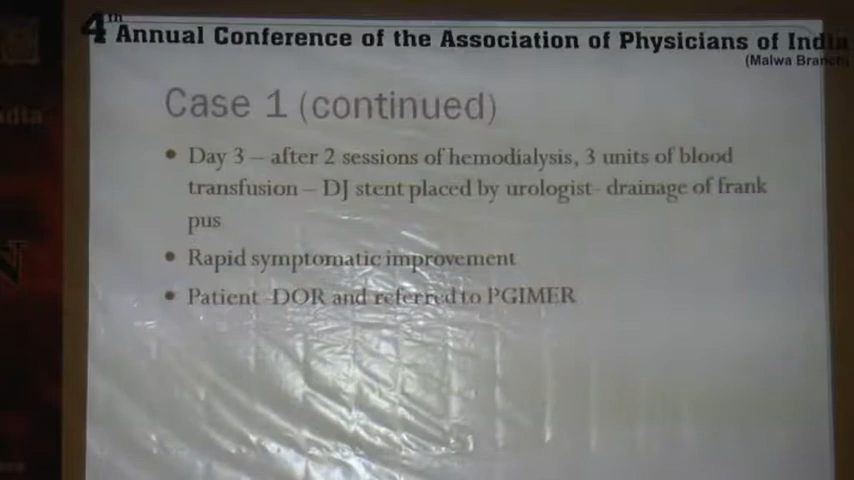 4th Annual Conference of the Association of Physicians of India
(Malwa Branch)
Case 1 (continued)
• Day 3 – after 2 sessions of hemodialysis, 3 units of blood
transfusion – DJ stent placed by urologist- drainage of frank
pus
• Rapid symptomatic improvement
• Patient -DOR and referred to PGIMER
dia